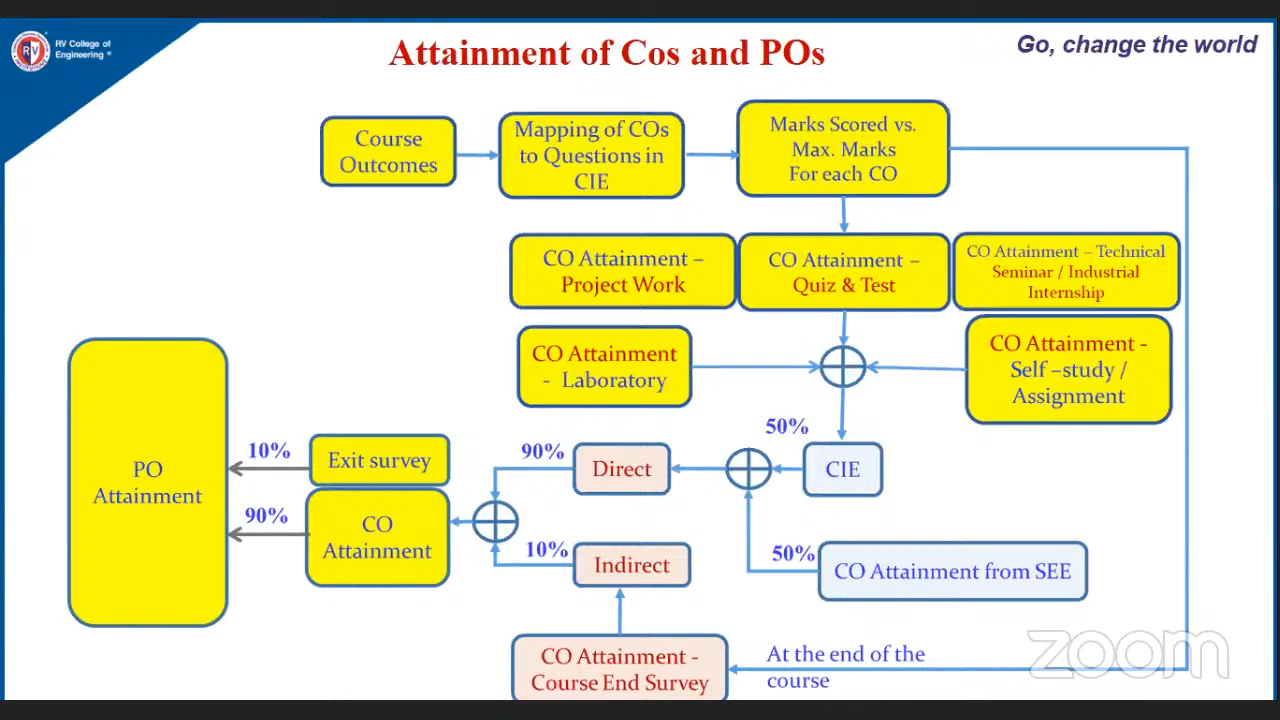 RV College of
Engineering
Attainment of Cos and POs
Go, change the world
Course
Outcomes
Mapping of COs
to Questions in
CIE
Marks Scored vs.
Max. Marks
For each CO
CO Attainment –
Project Work
CO Attainment –
Quiz & Test
CO Attainment – Technical
Seminar / Industrial
Internship
CO Attainment
- Laboratory
CO Attainment -
Self –study /
Assignment
50%
CIE
90%
Direct
10%
Exit survey
PO
Attainment
90%
CO
Attainment
10%
Indirect
50%
CO Attainment from SEE
CO Attainment -
Course End Survey
At the end of the
course
zoom